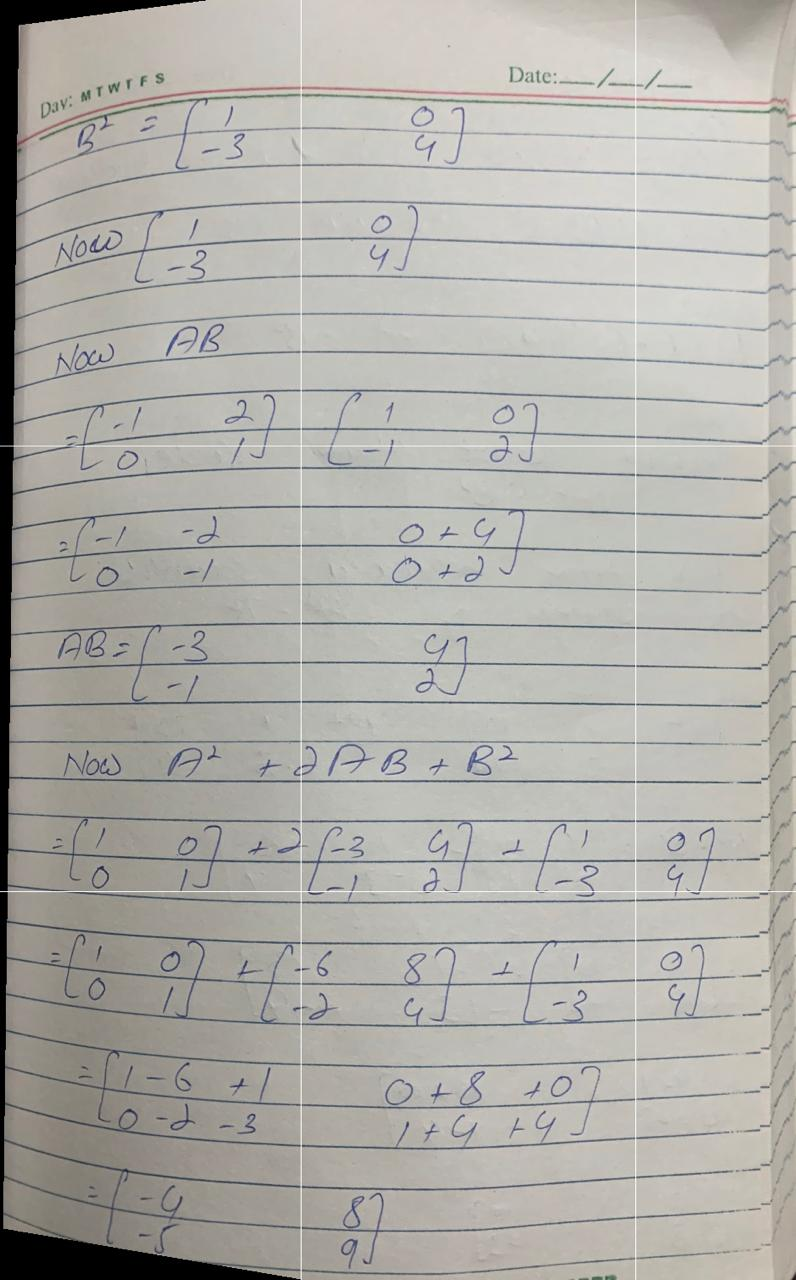 Day: M T W T F S Date:__/__/__
B² = [ 1 0 ]
[ -3 4 ]
Now [ 1 0 ]
[ -3 4 ]
Now AB
= [ -1 2 ] [ 1 0 ]
[ 0 1 ] [ -1 2 ]
= [ -1 -2 0 + 4 ]
[ 0 -1 0 + 2 ]
AB = [ -3 4 ]
[ -1 2 ]
Now A² + 2AB + B²
= [ 1 0 ] + 2 [ -3 4 ] + [ 1 0 ]
[ 0 1 ] [ -1 2 ] [ -3 4 ]
= [ 1 0 ] + [ -6 8 ] + [ 1 0 ]
[ 0 1 ] [ -2 4 ] [ -3 4 ]
= [ 1 - 6 + 1 0 + 8 + 0 ]
[ 0 - 2 - 3 1 + 4 + 4 ]
= [ -4 8 ]
[ -5 9 ]